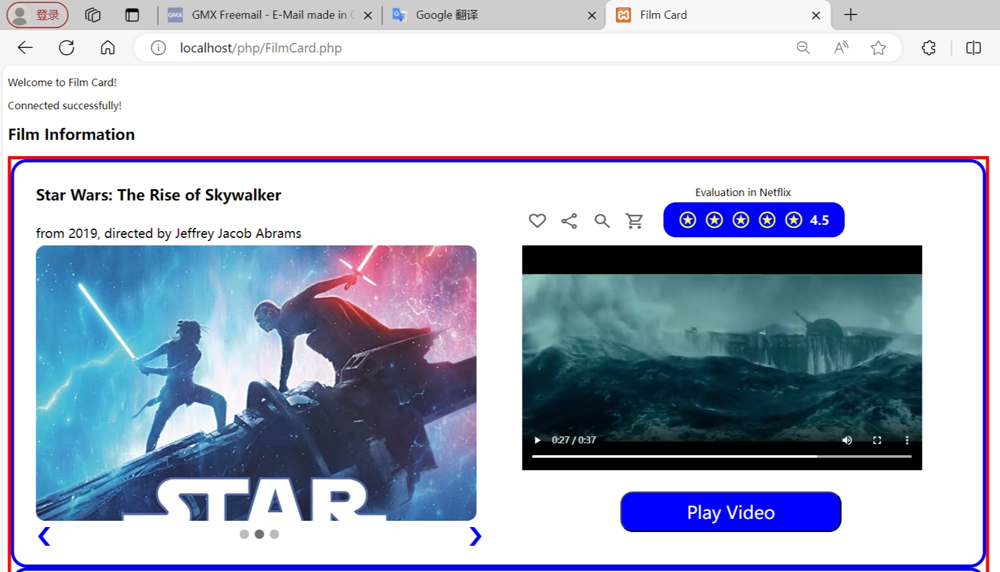 登录
GMX
GMX Freemail - E-Mail made in G
Google 翻译
Film Card
localhost/php/FilmCard.php
Welcome to Film Card!
Connected successfully!
Film Information
Star Wars: The Rise of Skywalker
from 2019, directed by Jeffrey Jacob Abrams
STAR
Evaluation in Netflix
4.5
0:27 / 0:37
Play Video